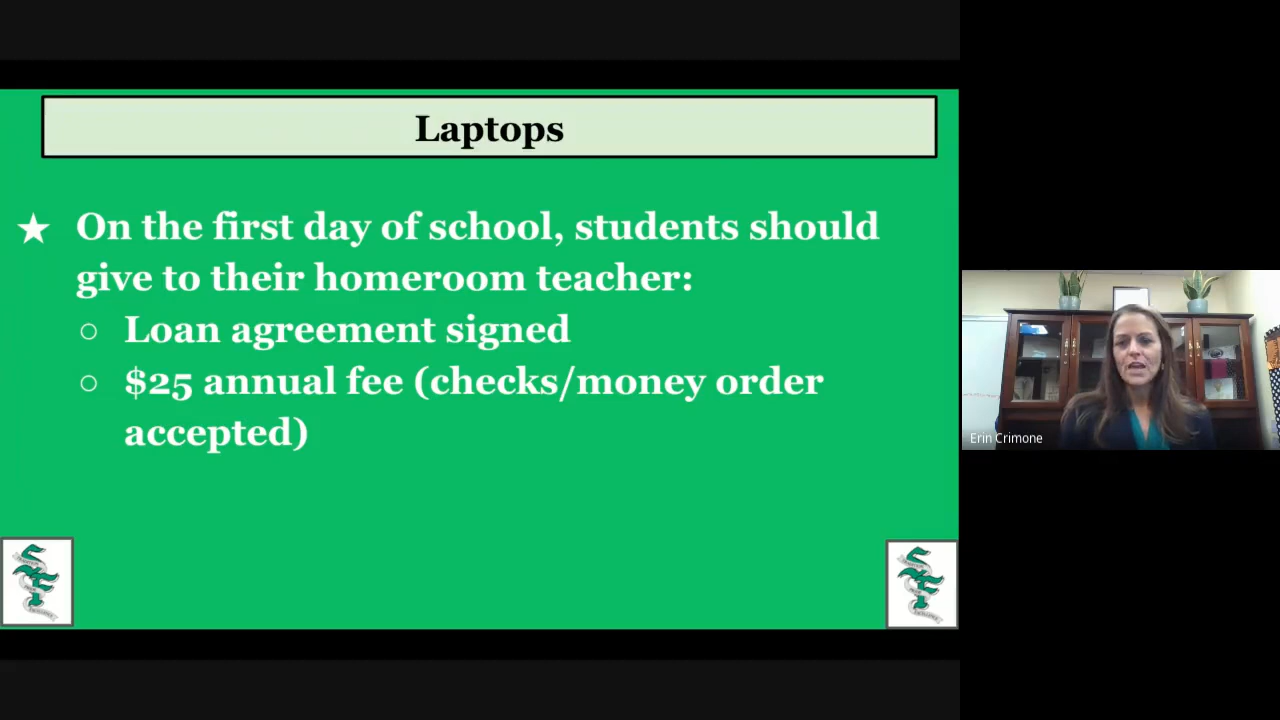 Laptops
★ On the first day of school, students should
give to their homeroom teacher:
○ Loan agreement signed
○ $25 annual fee (checks/money order
accepted)
Erin Crimone